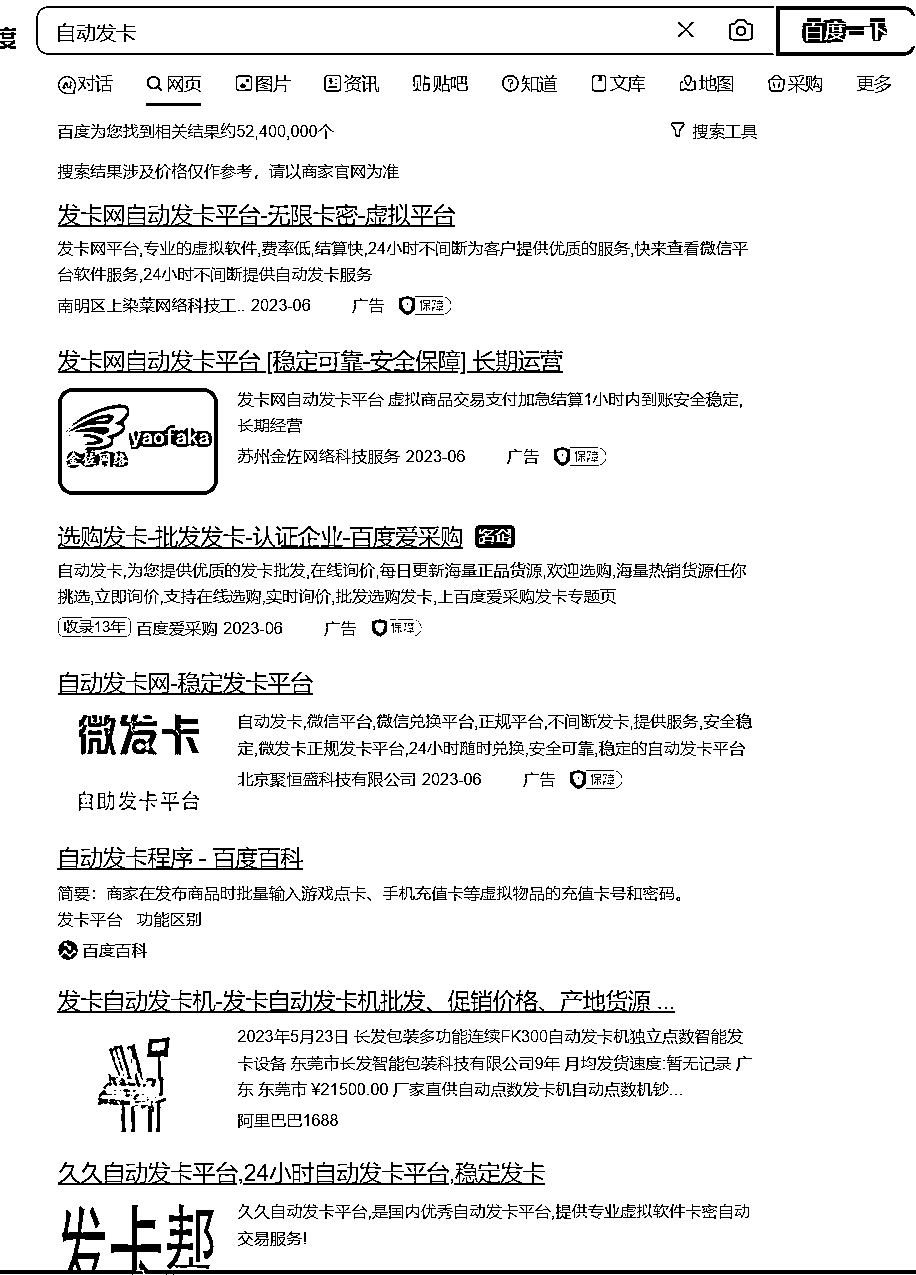 度
自动发卡
百度一下
对话 网页 图片 资讯 贴吧 知道 文库 地图 采购 更多
百度为您找到相关结果约52,400,000个 搜索工具
搜索结果涉及价格仅作参考，请以商家官网为准
发卡网自动发卡平台-无限卡密-虚拟平台
发卡网平台,专业的虚拟软件,费率低,结算快,24小时不间断为客户提供优质的服务,快来查看微信平
台软件服务,24小时不间断提供自动发卡服务
南明区上染莱网络科技工.. 2023-06 广告 保障
发卡网自动发卡平台 [稳定可靠-安全保障] 长期运营
yaofaka
金佐网络
发卡网自动发卡平台 虚拟商品交易支付加急结算1小时内到账安全稳定,
长期经营
苏州金佐网络科技服务 2023-06 广告 保障
选购发卡-批发发卡-认证企业-百度爱采购 名企
自动发卡,为您提供优质的发卡批发,在线询价,每日更新海量正品货源,欢迎选购,海量热销货源任你
挑选,立即询价,支持在线选购,实时询价,批发选购发卡,上百度爱采购发卡专题页
收录13年 百度爱采购 2023-06 广告 保障
自动发卡网-稳定发卡平台
微发卡
自助发卡平台
自动发卡,微信平台,微信兑换平台,正规平台,不间断发卡,提供服务,安全稳
定,微发卡正规发卡平台,24小时随时兑换,安全可靠,稳定的自动发卡平台
北京聚恒盛科技有限公司 2023-06 广告 保障
自动发卡程序 - 百度百科
简要：商家在发布商品时批量输入游戏点卡、手机充值卡等虚拟物品的充值卡号和密码。
发卡平台 功能区别
百度百科
发卡自动发卡机-发卡自动发卡机批发、促销价格、产地货源 ...
2023年5月23日 长发包装多功能连续FK300自动发卡机独立点数智能发
卡设备 东莞市长发智能包装科技有限公司9年 月均发货速度:暂无记录 广
东 东莞市 ¥21500.00 厂家直供自动点数发卡机自动点数机钞...
阿里巴巴1688
久久自动发卡平台,24小时自动发卡平台,稳定发卡
发卡帮
久久自动发卡平台,是国内优秀自动发卡平台,提供专业虚拟软件卡密自动
交易服务!